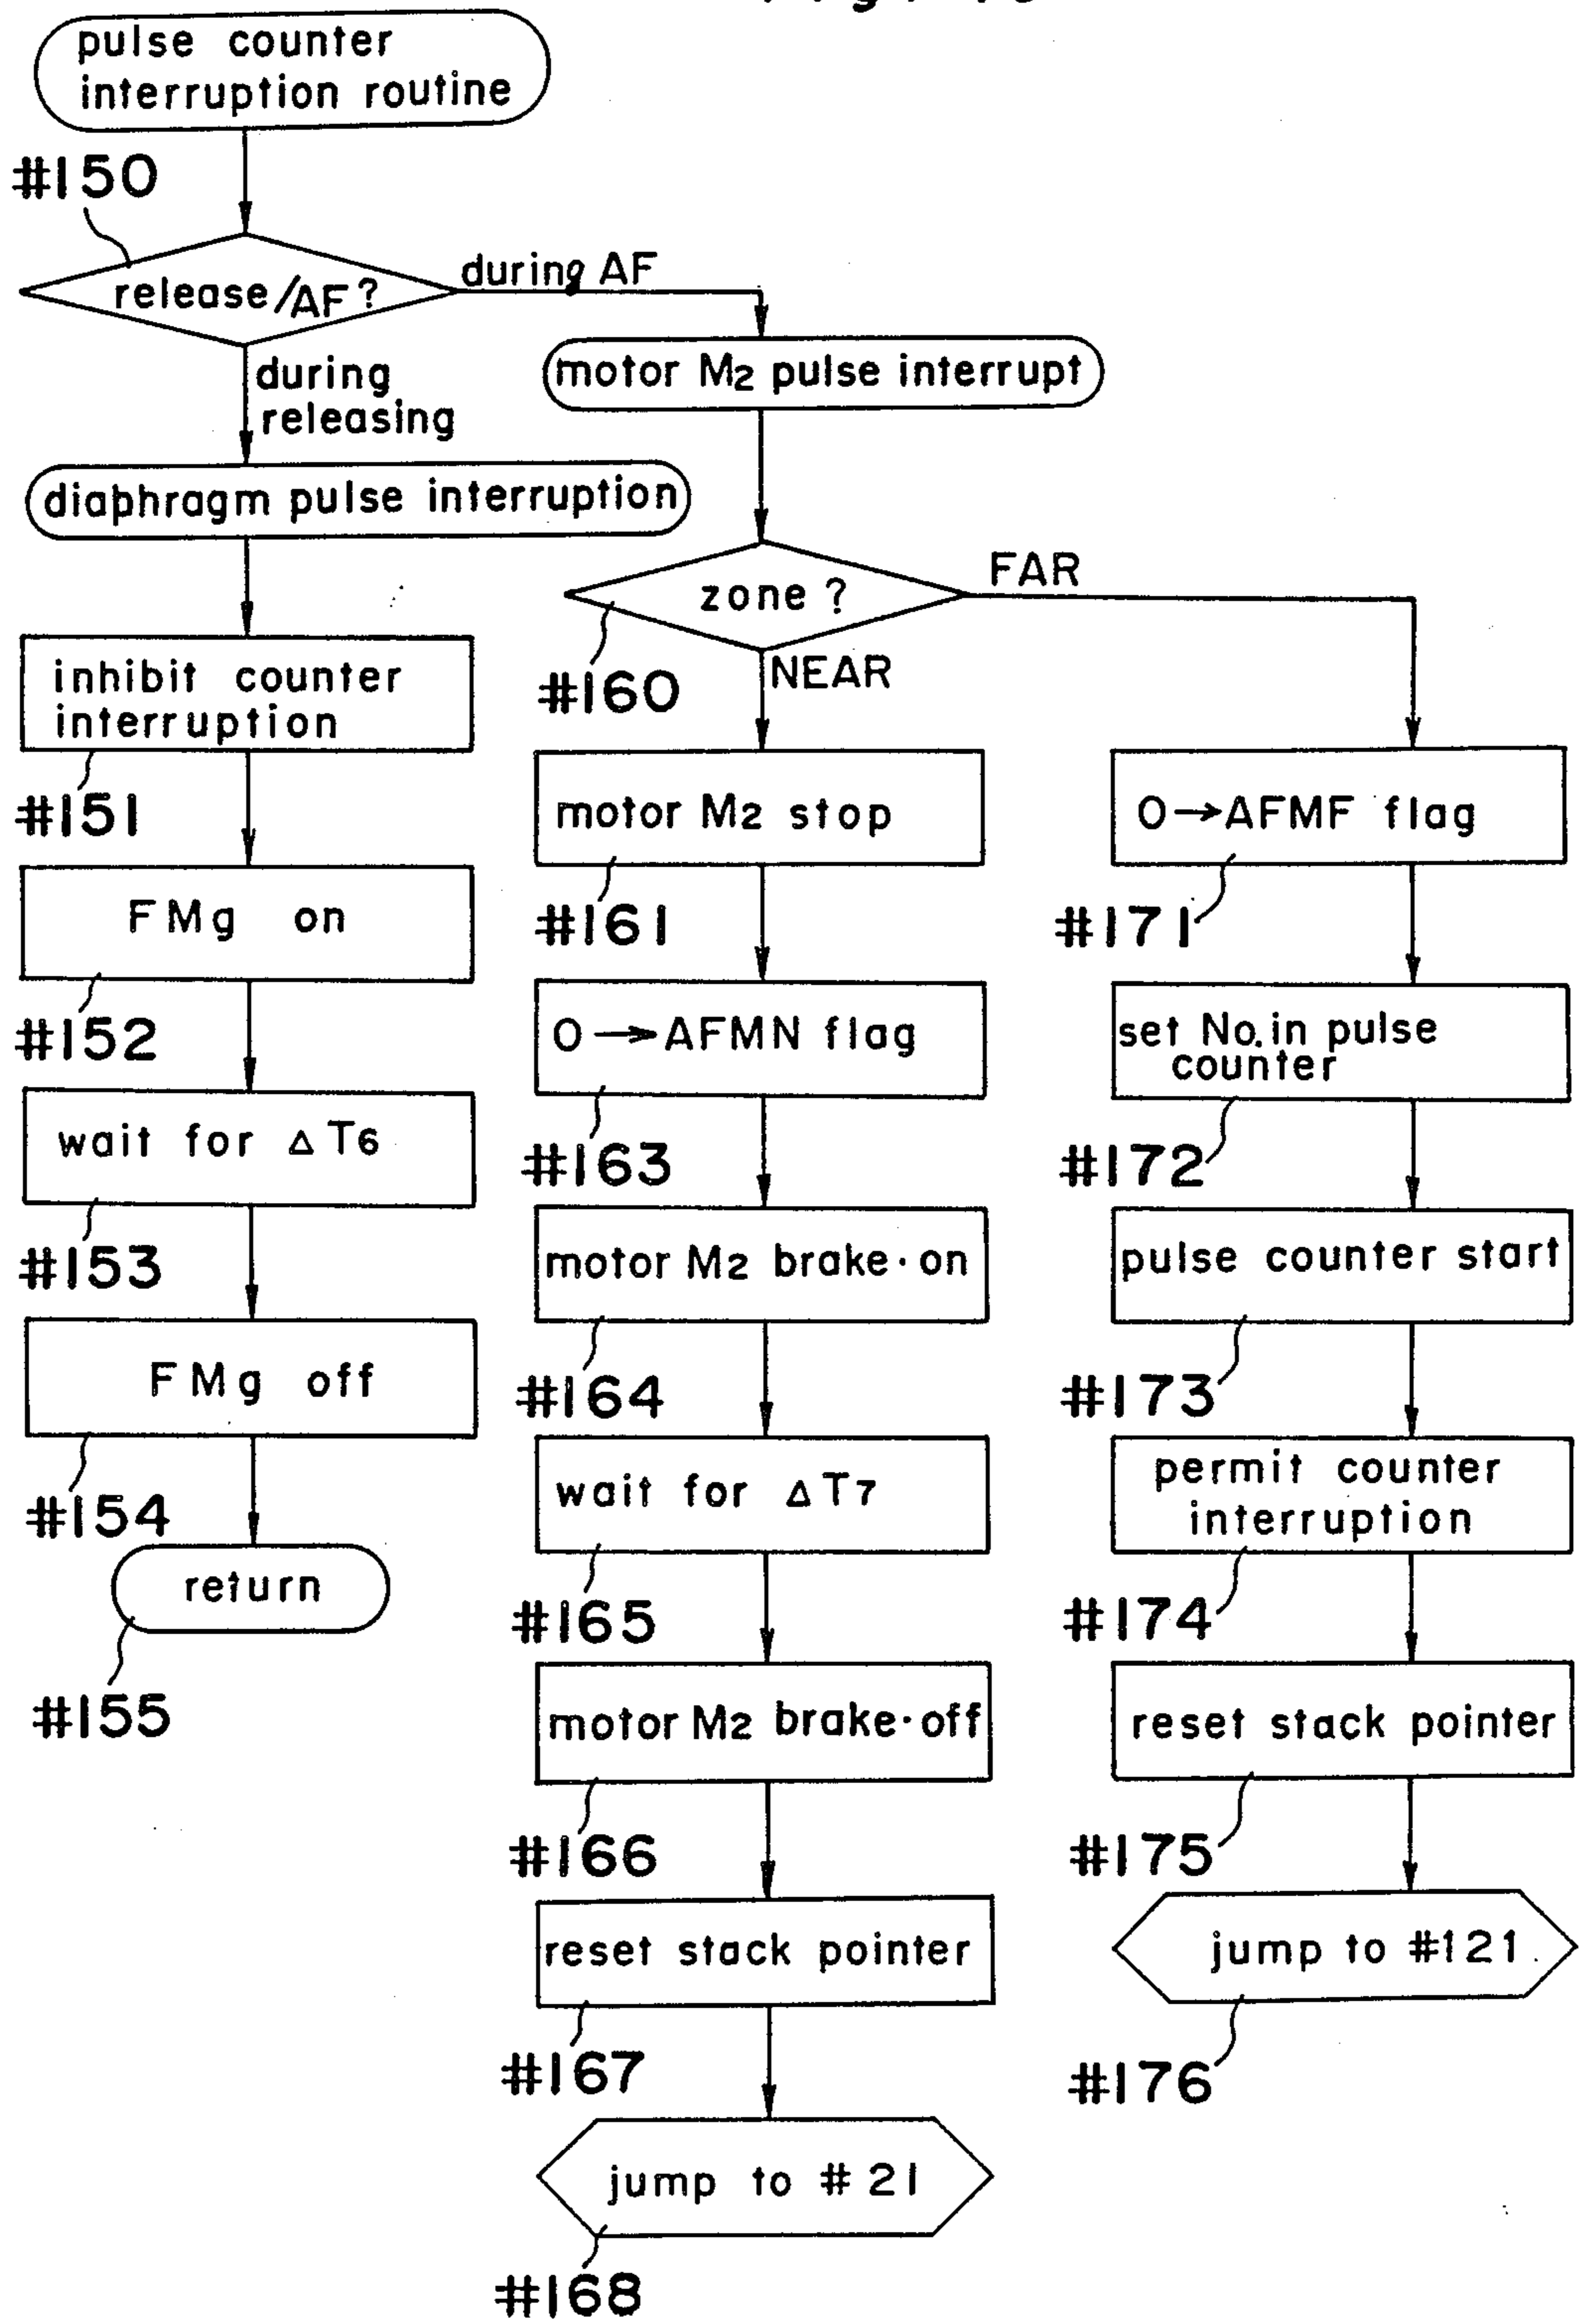 pulse counter
interruption routine
#150
release/AF?
during AF
during
releasing
motor M2 pulse interrupt
diaphragm pulse interruption
zone?
FAR
#160
NEAR
inhibit counter
interruption
#151
motor M2 stop
#161
0→AFMF flag
#171
FMg on
#152
0→AFMN flag
#163
set No. in pulse
counter
#172
wait for ΔT6
#153
motor M2 brake·on
#164
pulse counter start
#173
FMg off
#154
wait for ΔT7
#165
permit counter
interruption
#174
return
#155
motor M2 brake·off
#166
reset stack pointer
#175
reset stack pointer
#167
jump to #121
#176
jump to #21
#168